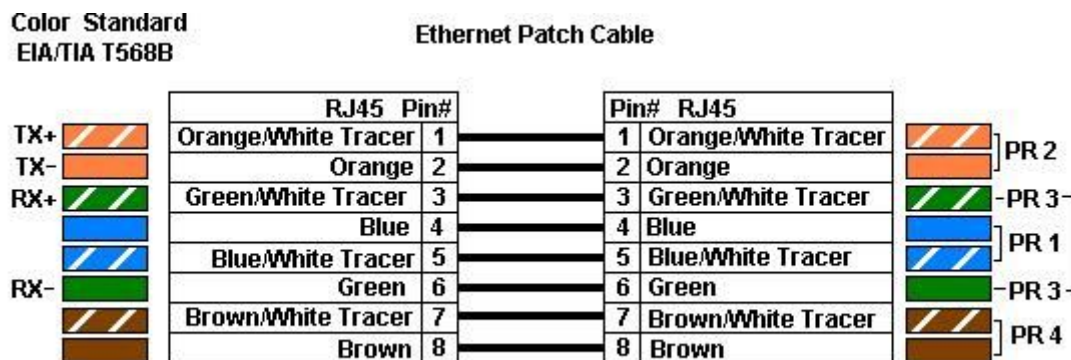 Color Standard
EIA/TIA T568B
Ethernet Patch Cable
RJ45 Pin# Pin# RJ45
TX+ Orange/White Tracer 1 1 Orange/White Tracer
TX- Orange 2 2 Orange
PR 2
RX+ Green/White Tracer 3 3 Green/White Tracer PR 3
Blue 4 4 Blue
PR 1
Blue/White Tracer 5 5 Blue/White Tracer
RX- Green 6 6 Green PR 3
Brown/White Tracer 7 7 Brown/White Tracer
PR 4
Brown 8 8 Brown